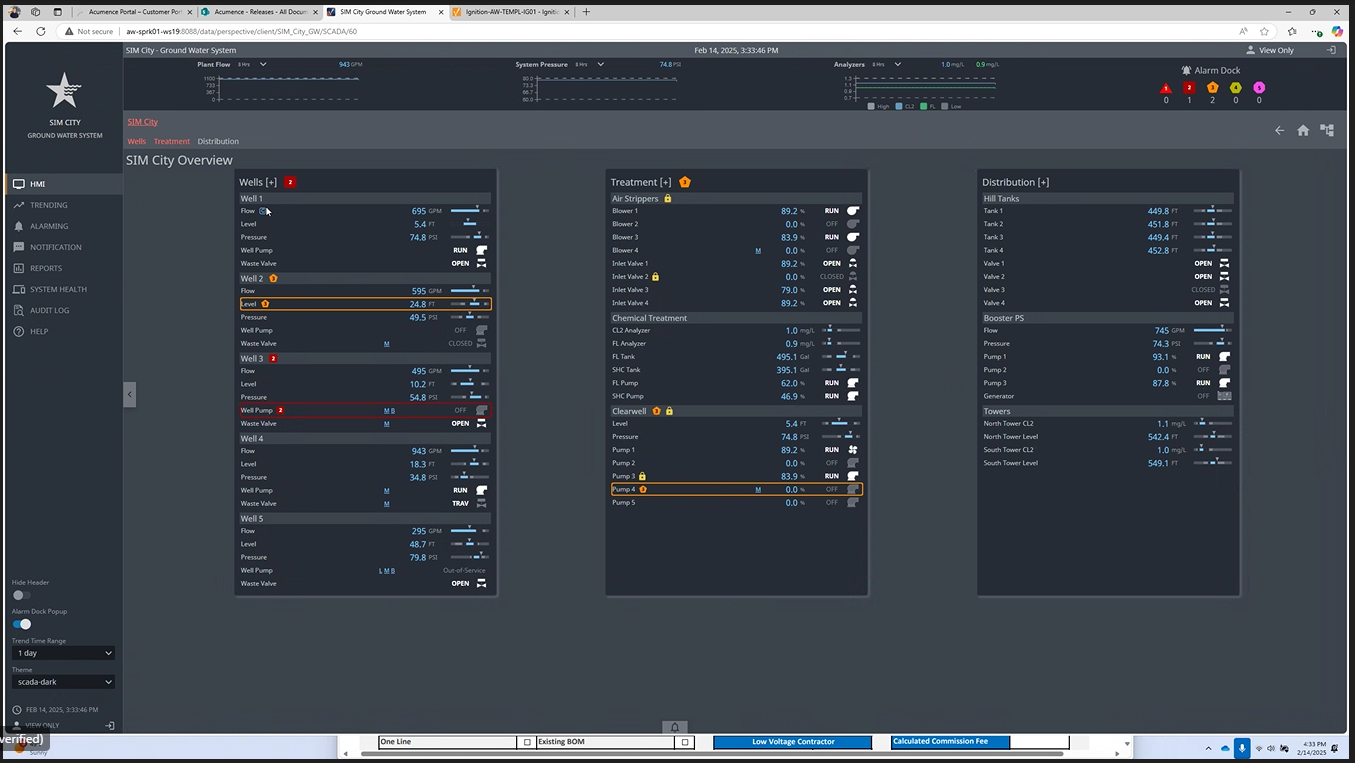 Acumence Portal – Customer Por
Acumence - Releases - All Docum
SIM City Ground Water System
Ignition-AW-TEMPL-IG01 - Igniti
Not secure
aw-sprk01-ws19:8088/data/perspective/client/SIM_City_GW/SCADA/60
SIM City - Ground Water System
Feb 14, 2025, 3:33:46 PM
View Only
Plant Flow 8 Hrs 943 GPM
1100
733
367
0
System Pressure 8 Hrs 74.8 PSI
80.0
73.3
66.7
60.0
Analyzers 8 Hrs 1.0 mg/L 0.9 mg/L
1.3
1.1
0.9
0.7
High CL2 FL Low
Alarm Dock
1 2 3 4 5
0 1 2 0 0
SIM CITY
GROUND WATER SYSTEM
SIM City
Wells Treatment Distribution
SIM City Overview
HMI
TRENDING
ALARMING
NOTIFICATION
REPORTS
SYSTEM HEALTH
AUDIT LOG
HELP
Wells [+] 2
Well 1
Flow 695 GPM
Level 5.4 FT
Pressure 74.8 PSI
Well Pump RUN
Waste Valve OPEN
Well 2 3
Flow 595 GPM
Level 3 24.8 FT
Pressure 49.5 PSI
Well Pump OFF
Waste Valve M CLOSED
Well 3 2
Flow 495 GPM
Level 10.2 FT
Pressure 54.8 PSI
Well Pump 2 M B OFF
Waste Valve M OPEN
Well 4
Flow 943 GPM
Level 18.3 FT
Pressure 34.8 PSI
Well Pump M RUN
Waste Valve M TRAV
Well 5
Flow 295 GPM
Level 48.7 FT
Pressure 79.8 PSI
Well Pump L M B Out-of-Service
Waste Valve OPEN
Treatment [+] 3
Air Strippers
Blower 1 89.2 % RUN
Blower 2 0.0 % OFF
Blower 3 83.9 % RUN
Blower 4 M 0.0 % OFF
Inlet Valve 1 89.2 % OPEN
Inlet Valve 2 0.0 % CLOSED
Inlet Valve 3 79.0 % OPEN
Inlet Valve 4 89.2 % OPEN
Chemical Treatment
CL2 Analyzer 1.0 mg/L
FL Analyzer 0.9 mg/L
FL Tank 495.1 Gal
SHC Tank 395.1 Gal
FL Pump 62.0 % RUN
SHC Pump 46.9 % RUN
Clearwell 3
Level 5.4 FT
Pressure 74.8 PSI
Pump 1 89.2 % RUN
Pump 2 0.0 % OFF
Pump 3 83.9 % RUN
Pump 4 3 M 0.0 % OFF
Pump 5 0.0 % OFF
Distribution [+]
Hill Tanks
Tank 1 449.8 FT
Tank 2 451.8 FT
Tank 3 449.4 FT
Tank 4 452.8 FT
Valve 1 OPEN
Valve 2 OPEN
Valve 3 CLOSED
Valve 4 OPEN
Booster PS
Flow 745 GPM
Pressure 74.3 PSI
Pump 1 93.1 % RUN
Pump 2 0.0 % OFF
Pump 3 87.8 % RUN
Generator OFF
Towers
North Tower CL2 1.1 mg/L
North Tower Level 542.4 FT
South Tower CL2 1.0 mg/L
South Tower Level 549.1 FT
Hide Header
Alarm Dock Popup
Trend Time Range
1 day
Theme
scada-dark
FEB 14, 2025, 3:33:46 PM
VIEW ONLY
verified)
Sunny
One Line
Existing BOM
Low Voltage Contractor
Calculated Commission Fee
4:33 PM
2/14/2025